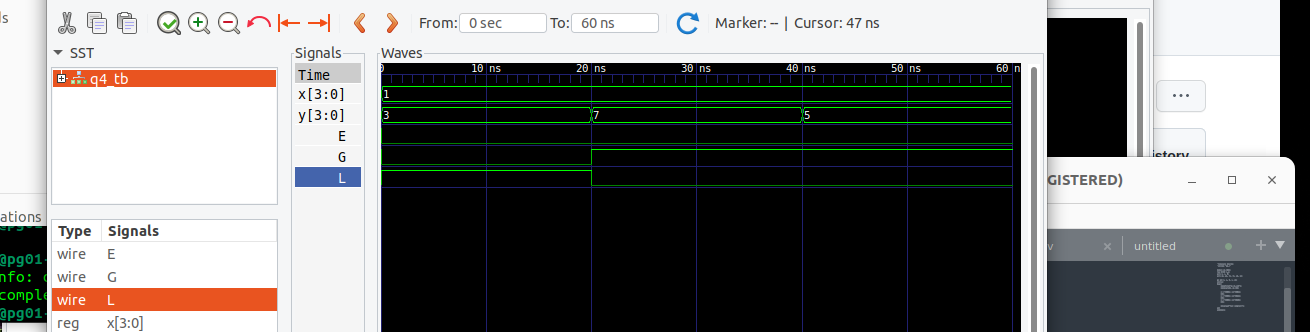 ls
From: 0 sec To: 60 ns Marker: -- | Cursor: 47 ns
SST
q4_tb
Signals
Time
x[3:0]
y[3:0]
E
G
L
Waves
0 10 ns 20 ns 30 ns 40 ns 50 ns 60 n
1
3 7 5
Type Signals
wire E
wire G
wire L
reg x[3:0]
ations
@pg01-
@pg01-
nfo:
comple
@pg01-
...
istory
GISTERED)
v × untitled